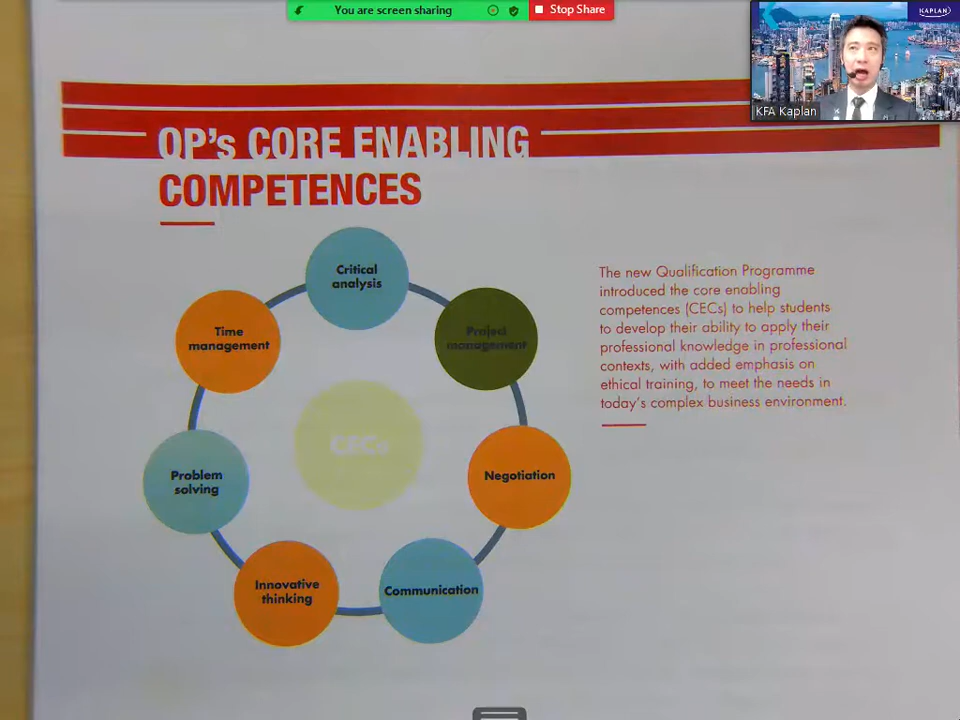 You are screen sharing
Stop Share
KAPLAN
KFA Kaplan
QP's CORE ENABLING
COMPETENCES
Critical
analysis
Project
management
Negotiation
Communication
Innovative
thinking
Problem
solving
Time
management
CECs
The new Qualification Programme
introduced the core enabling
competences (CECs) to help students
to develop their ability to apply their
professional knowledge in professional
contexts, with added emphasis on
ethical training, to meet the needs in
today's complex business environment.